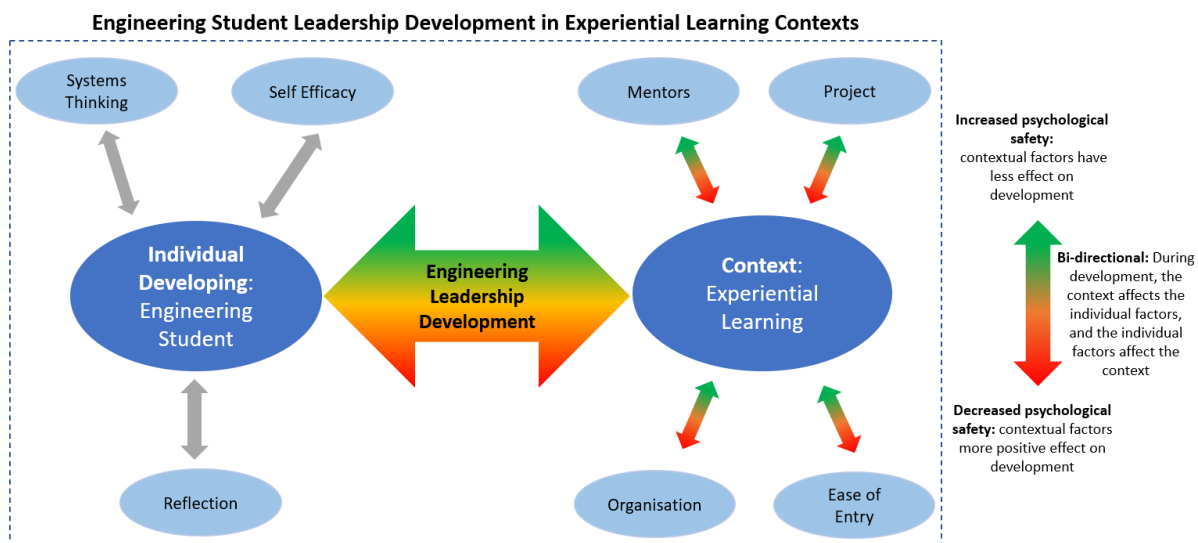 Engineering Student Leadership Development in Experiential Learning Contexts
Systems
Thinking
Self Efficacy
Mentors
Project
Individual
Developing:
Engineering
Student
Engineering
Leadership
Development
Context:
Experiential
Learning
Reflection
Organisation
Ease of
Entry
Increased psychological
safety:
contextual factors have
less effect on
development
Bi-directional: During
development, the
context affects the
individual factors,
and the individual
factors affect the
context
Decreased psychological
safety: contextual factors
more positive effect on
development